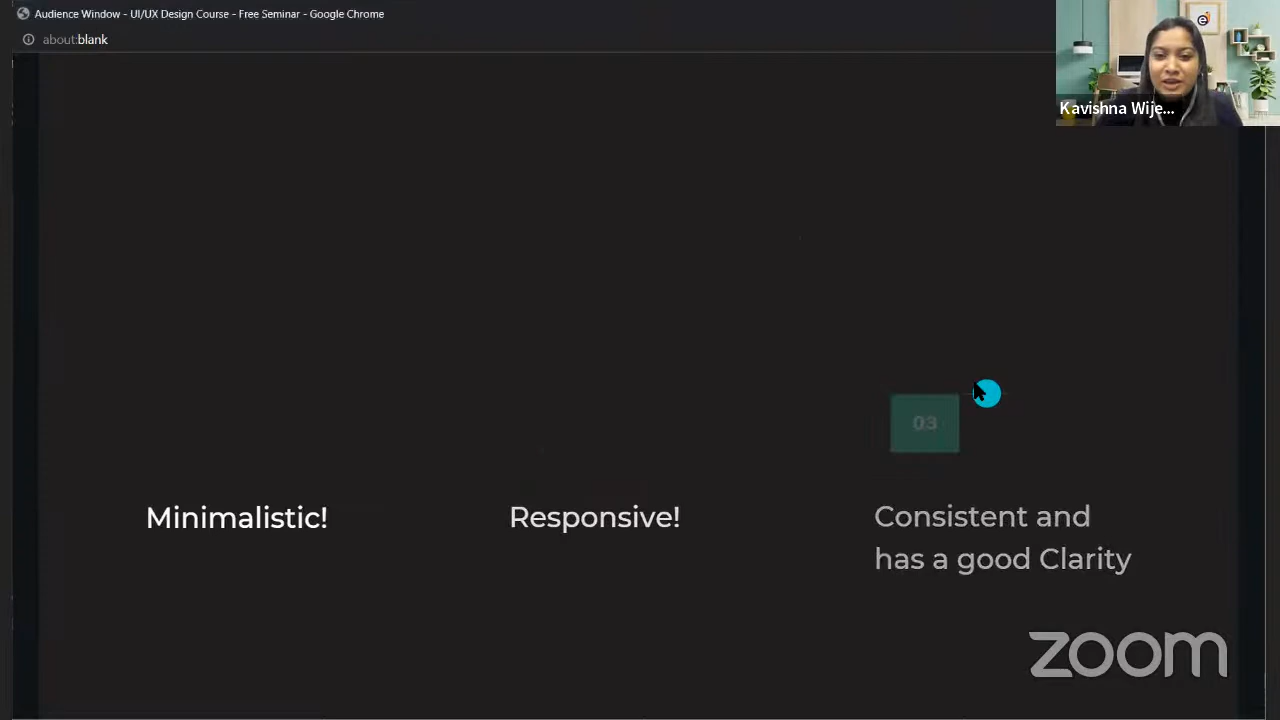 Audience Window - UI/UX Design Course - Free Seminar - Google Chrome
about:blank
Kavishna Wije...
03
Minimalistic!
Responsive!
Consistent and
has a good Clarity
zoom